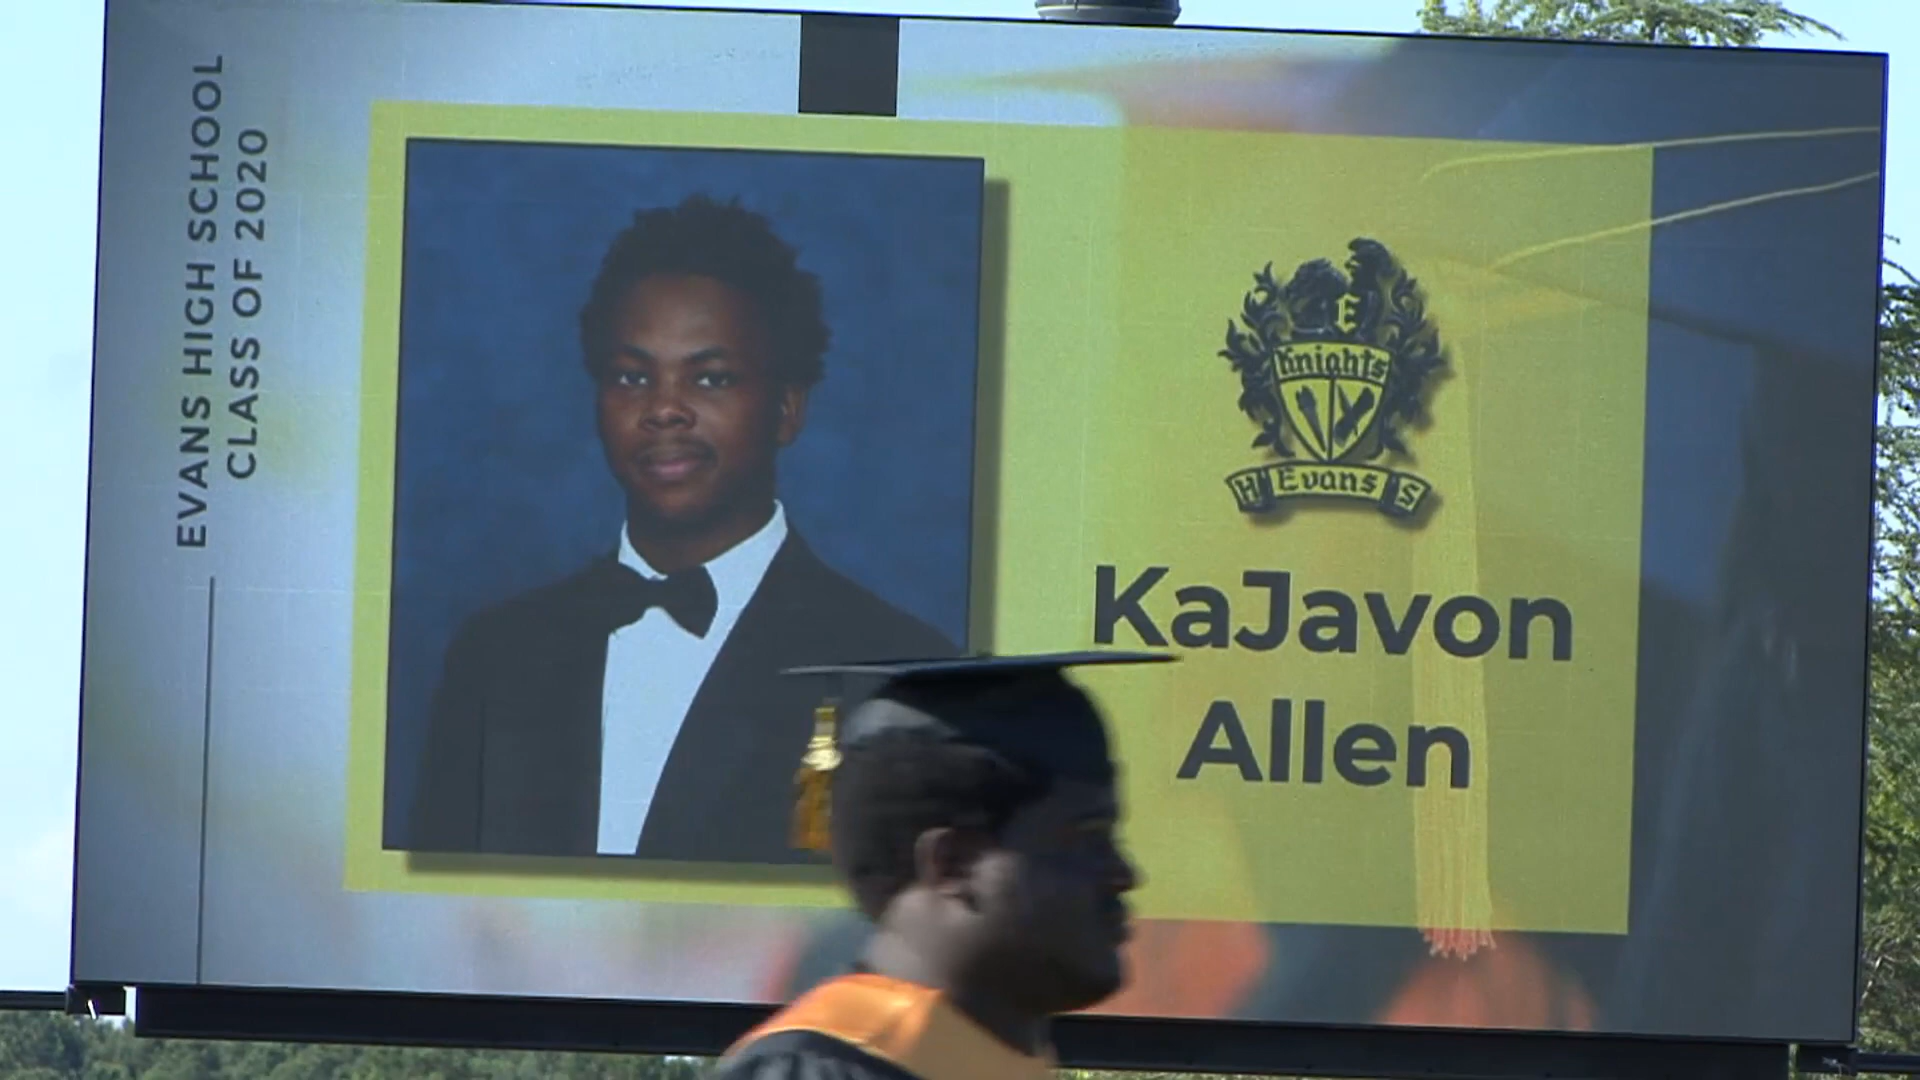 EVANS HIGH SCHOOL
CLASS OF 2020
E
Knights
H Evans S
KaJavon
Allen